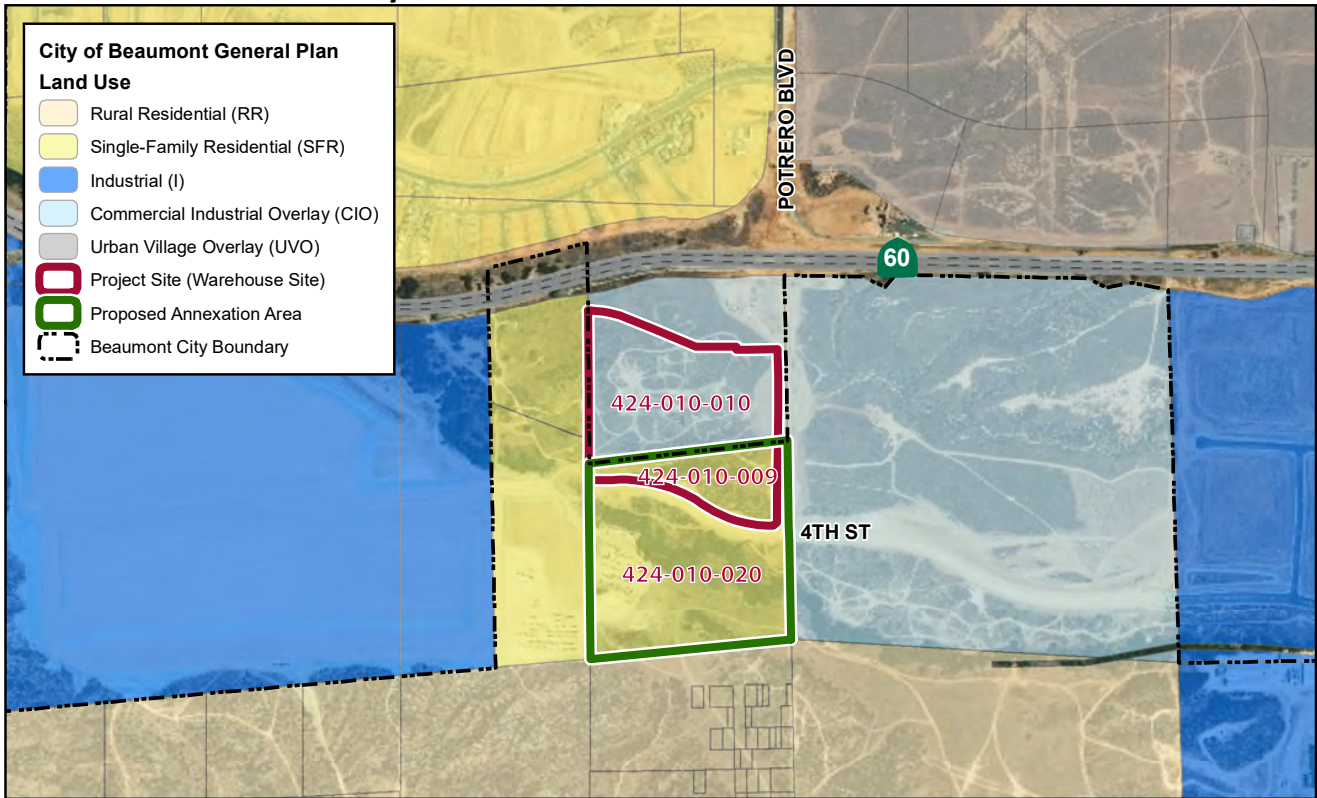 City of Beaumont General Plan
Land Use
Rural Residential (RR)
Single-Family Residential (SFR)
Industrial (I)
Commercial Industrial Overlay (CIO)
Urban Village Overlay (UVO)
Project Site (Warehouse Site)
Proposed Annexation Area
Beaumont City Boundary
POTRERO BLVD
60
424-010-010
424-010-009
4TH ST
424-010-020